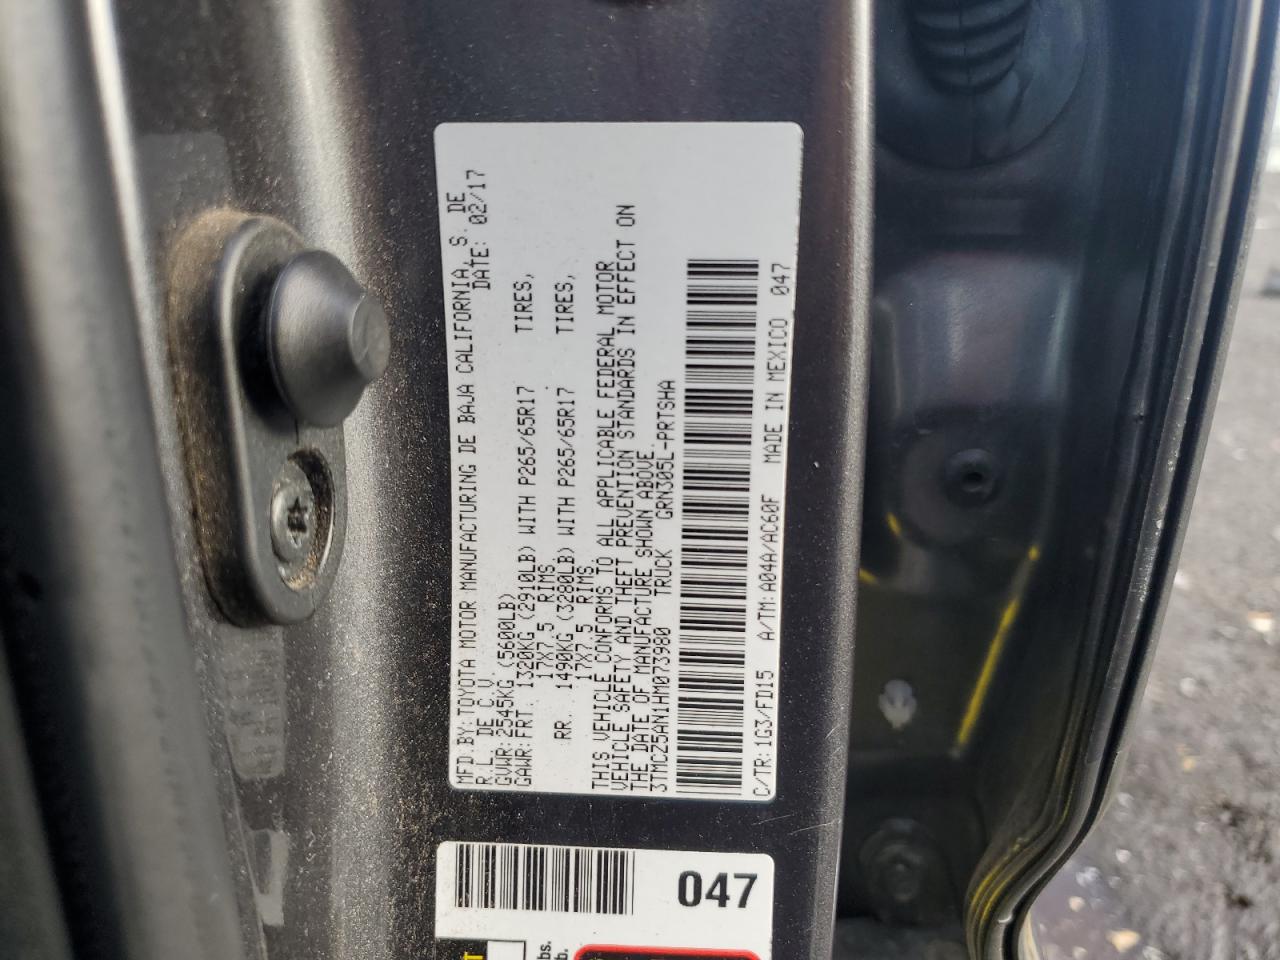 MFD.BY:TOYOTA MOTOR MANUFACTURING DE BAJA CALIFORNIA, S. DE
R.L. DE C.V. DATE: 02/17
GVWR: 2545KG (5600LB)
GAWR:FRT. 1320KG (2910LB) WITH P265/65R17 TIRES,
17X7.5 RIMS.
RR. 1490KG (3280LB) WITH P265/65R17 TIRES,
17X7.5 RIMS.
THIS VEHICLE CONFORMS TO ALL APPLICABLE FEDERAL MOTOR
VEHICLE SAFETY AND THEFT PREVENTION STANDARDS IN EFFECT ON
THE DATE OF MANUFACTURE SHOWN ABOVE.
3TMCZ5AN1HM073980 TRUCK GRN305L-PRTSHA
C/TR:1G3/FD15 A/TM:A04A/AC60F MADE IN MEXICO 047
047